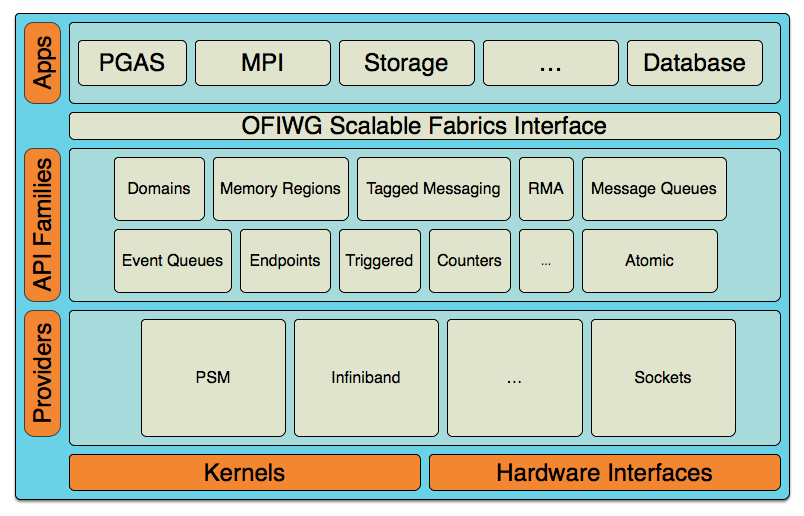 Apps
PGAS
MPI
Storage
...
Database
OFIWG Scalable Fabrics Interface
API Families
Domains
Memory Regions
Tagged Messaging
RMA
Message Queues
Event Queues
Endpoints
Triggered
Counters
...
Atomic
Providers
PSM
Infiniband
...
Sockets
Kernels
Hardware Interfaces